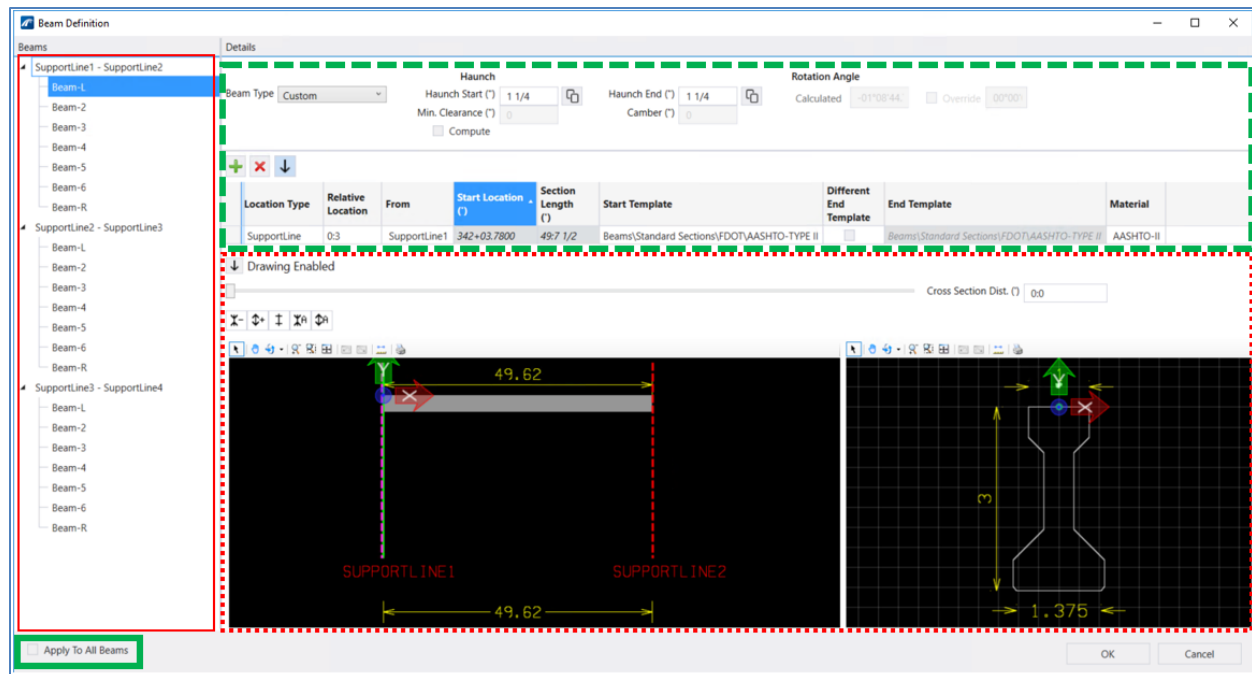 Beam Definition
Beams
Details
SupportLine1 - SupportLine2
Beam-L
Beam-2
Beam-3
Beam-4
Beam-5
Beam-6
Beam-R
SupportLine2 - SupportLine3
Beam-L
Beam-2
Beam-3
Beam-4
Beam-5
Beam-6
Beam-R
SupportLine3 - SupportLine4
Beam-L
Beam-2
Beam-3
Beam-4
Beam-5
Beam-6
Beam-R
Apply To All Beams
Haunch
Rotation Angle
Beam Type Custom
Haunch Start (") 1 1/4
Haunch End (") 1 1/4
Calculated -01°08'44.
Override 00°00'
Min. Clearance (") 0
Camber (") 0
Compute
Location Type Relative Location From Start Location (') Section Length (') Start Template Different End Template End Template Material
SupportLine 0:3 SupportLine1 342+03.7800 49:7 1/2 Beams\Standard Sections\FDOT\AASHTO-TYPE II Beams\Standard Sections\FDOT\AASHTO-TYPE II AASHTO-II
Drawing Enabled
Cross Section Dist. (') 0:0
Y
X
49.62
SUPPORTLINE1
SUPPORTLINE2
49.62
Y
X
3
1.375
OK
Cancel